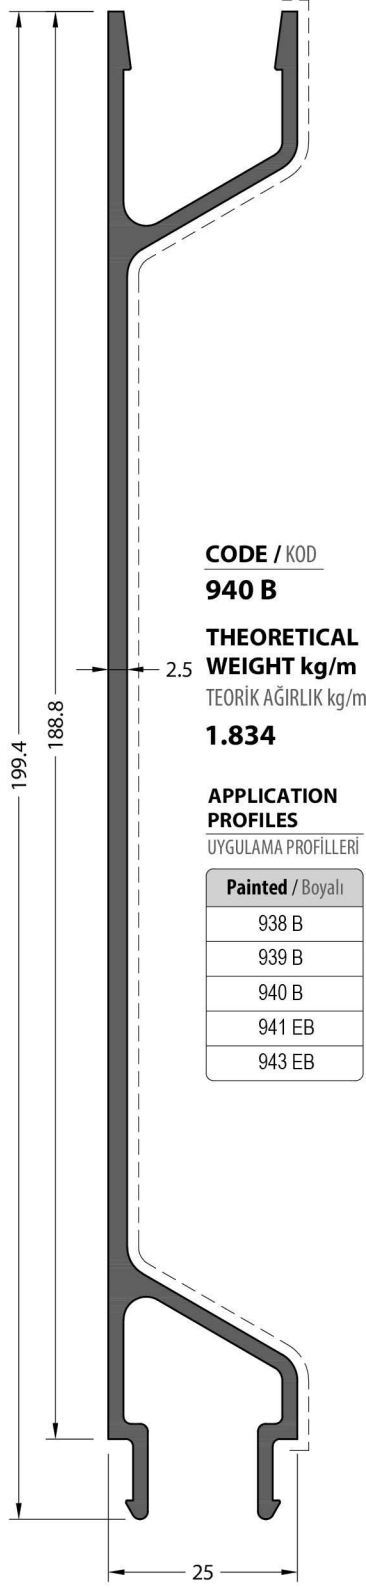 CODE / KOD
940 B
THEORETICAL
WEIGHT kg/m
TEORİK AĞIRLIK kg/m
1.834
2.5
188.8
199.4
APPLICATION
PROFILES
UYGULAMA PROFİLLERİ
Painted / Boyalı
938 B
939 B
940 B
941 EB
943 EB
25